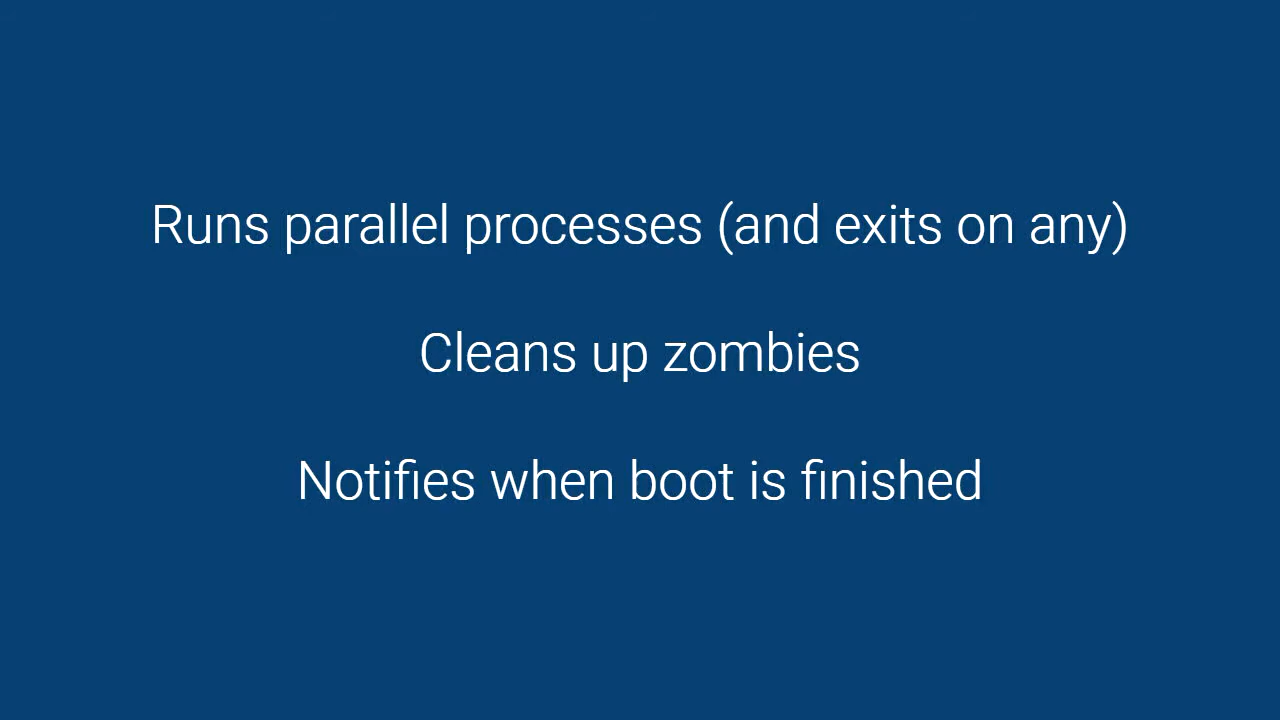 Runs parallel processes (and exits on any)
Cleans up zombies
Notifies when boot is finished